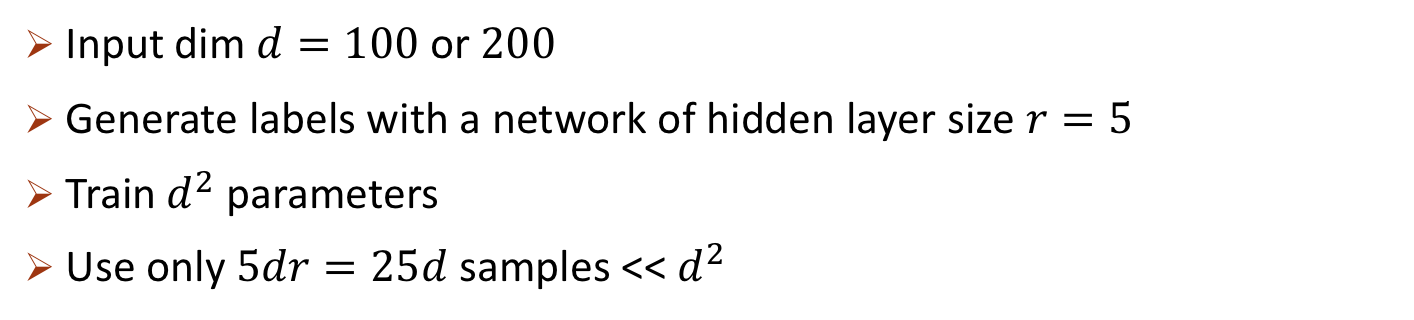 ➢ Input dim 𝑑 = 100 or 200
➢ Generate labels with a network of hidden layer size 𝑟 = 5
➢ Train 𝑑² parameters
➢ Use only 5𝑑𝑟 = 25𝑑 samples << 𝑑²